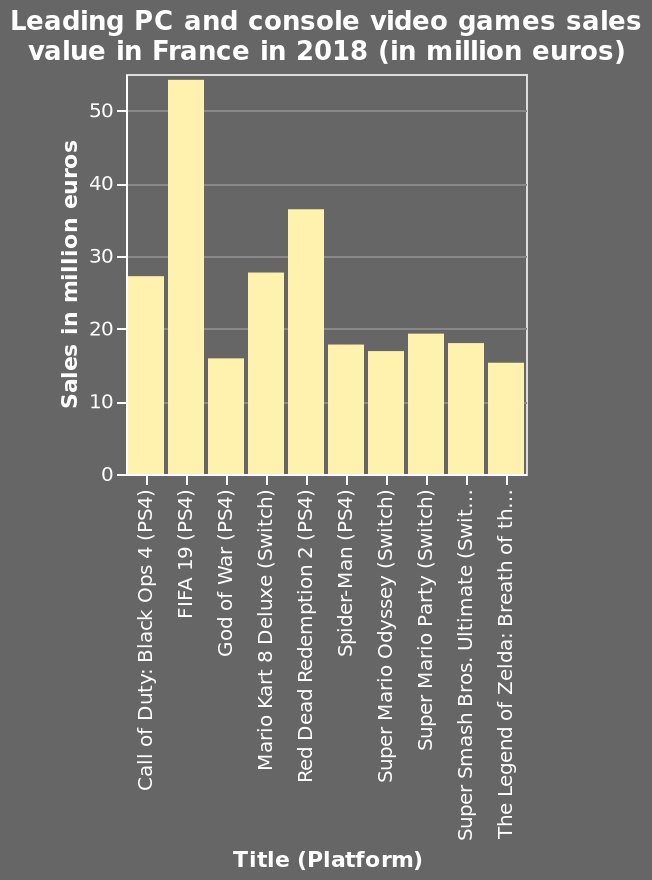 Leading PC and console video games sales
value in France in 2018 (in million euros)
Sales in million euros
50
40
30
20
10
0
Call of Duty: Black Ops 4 (PS4)
FIFA 19 (PS4)
God of War (PS4)
Mario Kart 8 Deluxe (Switch)
Red Dead Redemption 2 (PS4)
Spider-Man (PS4)
Super Mario Odyssey (Switch)
Super Mario Party (Switch)
Super Smash Bros. Ultimate (Swit…
The Legend of Zelda: Breath of th…
Title (Platform)